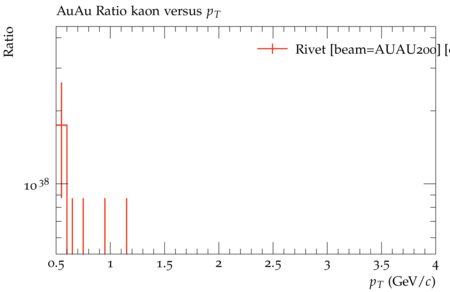 AuAu Ratio kaon versus pT
Ratio
Rivet [beam=AUAU200] [
10^38
0.5 1 1.5 2 2.5 3 3.5 4
pT (GeV/c)